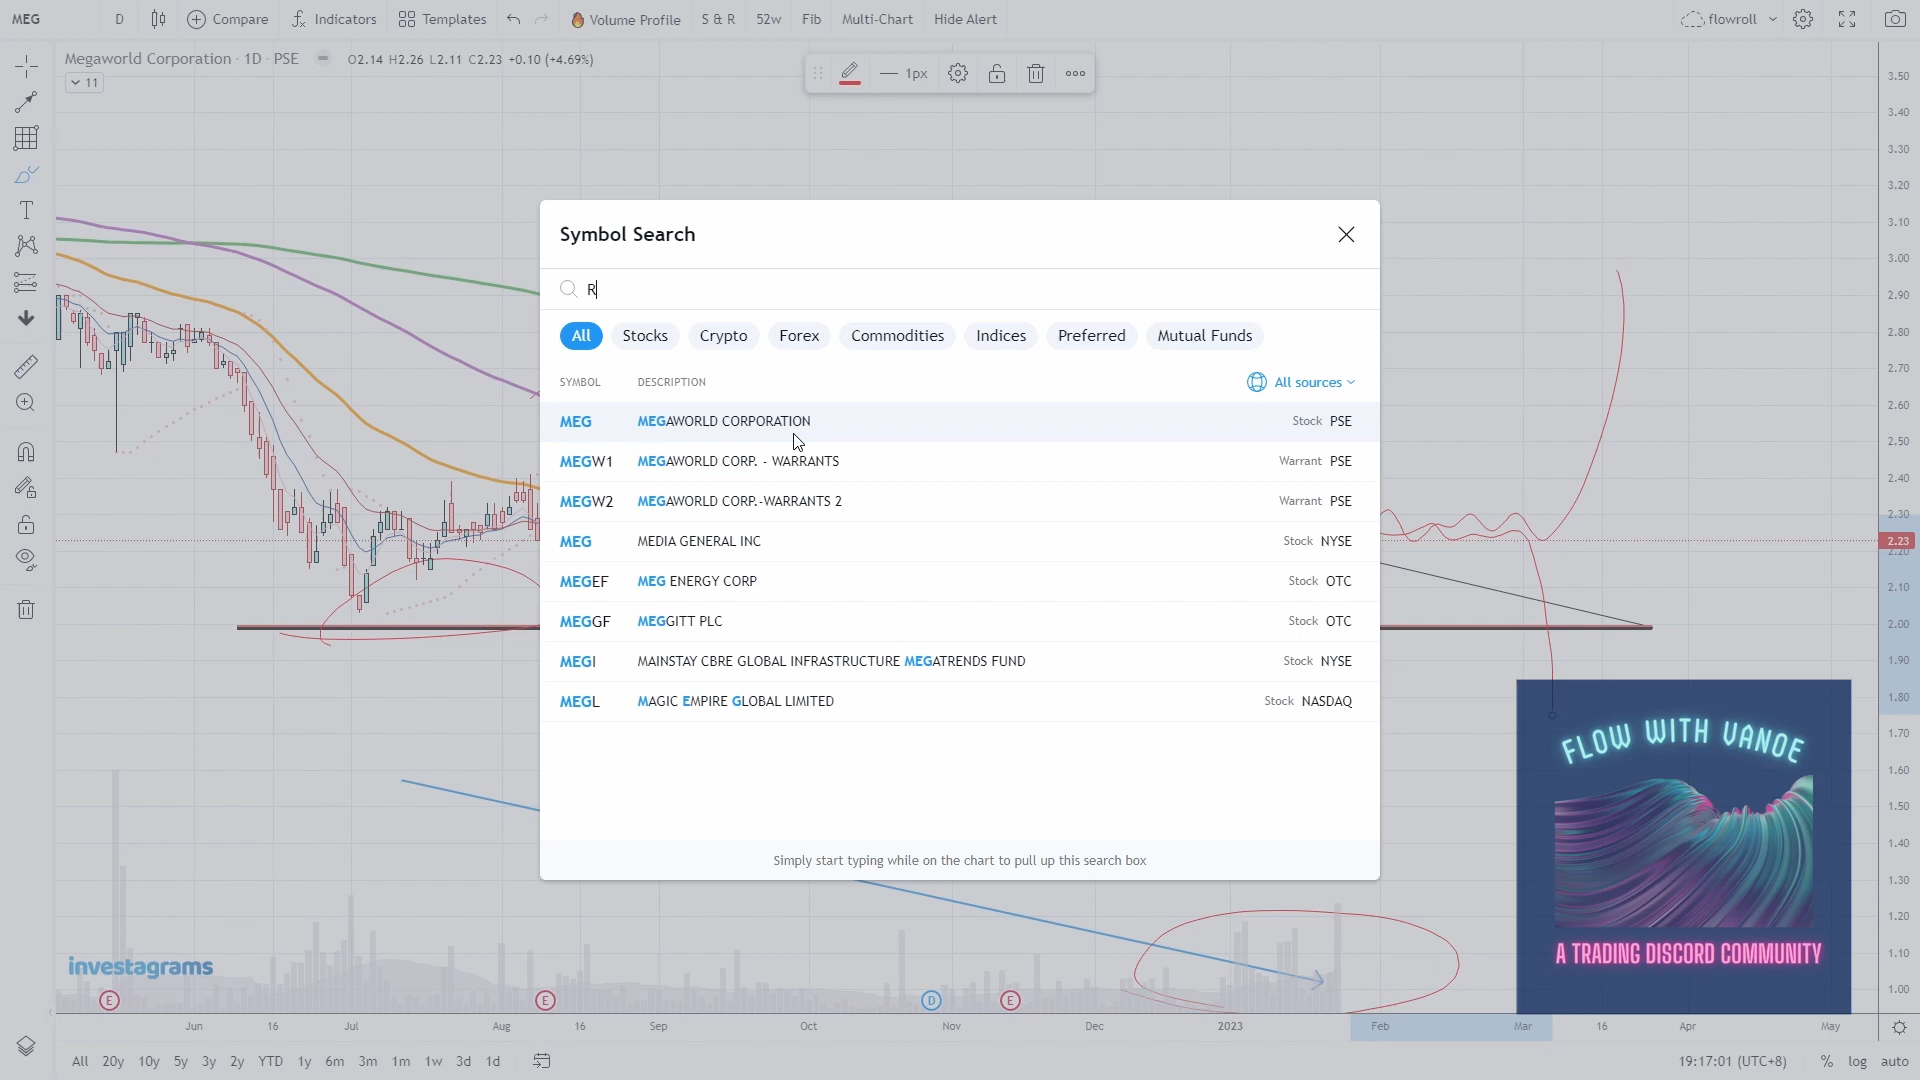 MEG D Compare Indicators Templates Volume Profile S & R 52w Fib Multi-Chart Hide Alert flowroll
Megaworld Corporation · 1D · PSE O2.14 H2.26 L2.11 C2.23 +0.10 (+4.69%)
11
1px
Symbol Search
R
All Stocks Crypto Forex Commodities Indices Preferred Mutual Funds
SYMBOL DESCRIPTION All sources
MEG MEGAWORLD CORPORATION Stock PSE
MEGW1 MEGAWORLD CORP. - WARRANTS Warrant PSE
MEGW2 MEGAWORLD CORP.-WARRANTS 2 Warrant PSE
MEG MEDIA GENERAL INC Stock NYSE
MEGEF MEG ENERGY CORP Stock OTC
MEGGF MEGGITT PLC Stock OTC
MEGI MAINSTAY CBRE GLOBAL INFRASTRUCTURE MEGATRENDS FUND Stock NYSE
MEGL MAGIC EMPIRE GLOBAL LIMITED Stock NASDAQ
Simply start typing while on the chart to pull up this search box
3.50
3.40
3.30
3.20
3.10
3.00
2.90
2.80
2.70
2.60
2.50
2.40
2.30
2.23
2.20
2.10
2.00
1.90
1.80
1.70
1.60
1.50
1.40
1.30
1.20
1.10
1.00
FLOW WITH VANOE
A TRADING DISCORD COMMUNITY
investagrams
E E D E
Jun 16 Jul Aug 16 Sep Oct Nov Dec 2023 Feb Mar 16 Apr May
All 20y 10y 5y 3y 2y YTD 1y 6m 3m 1m 1w 3d 1d 19:17:01 (UTC+8) % log auto